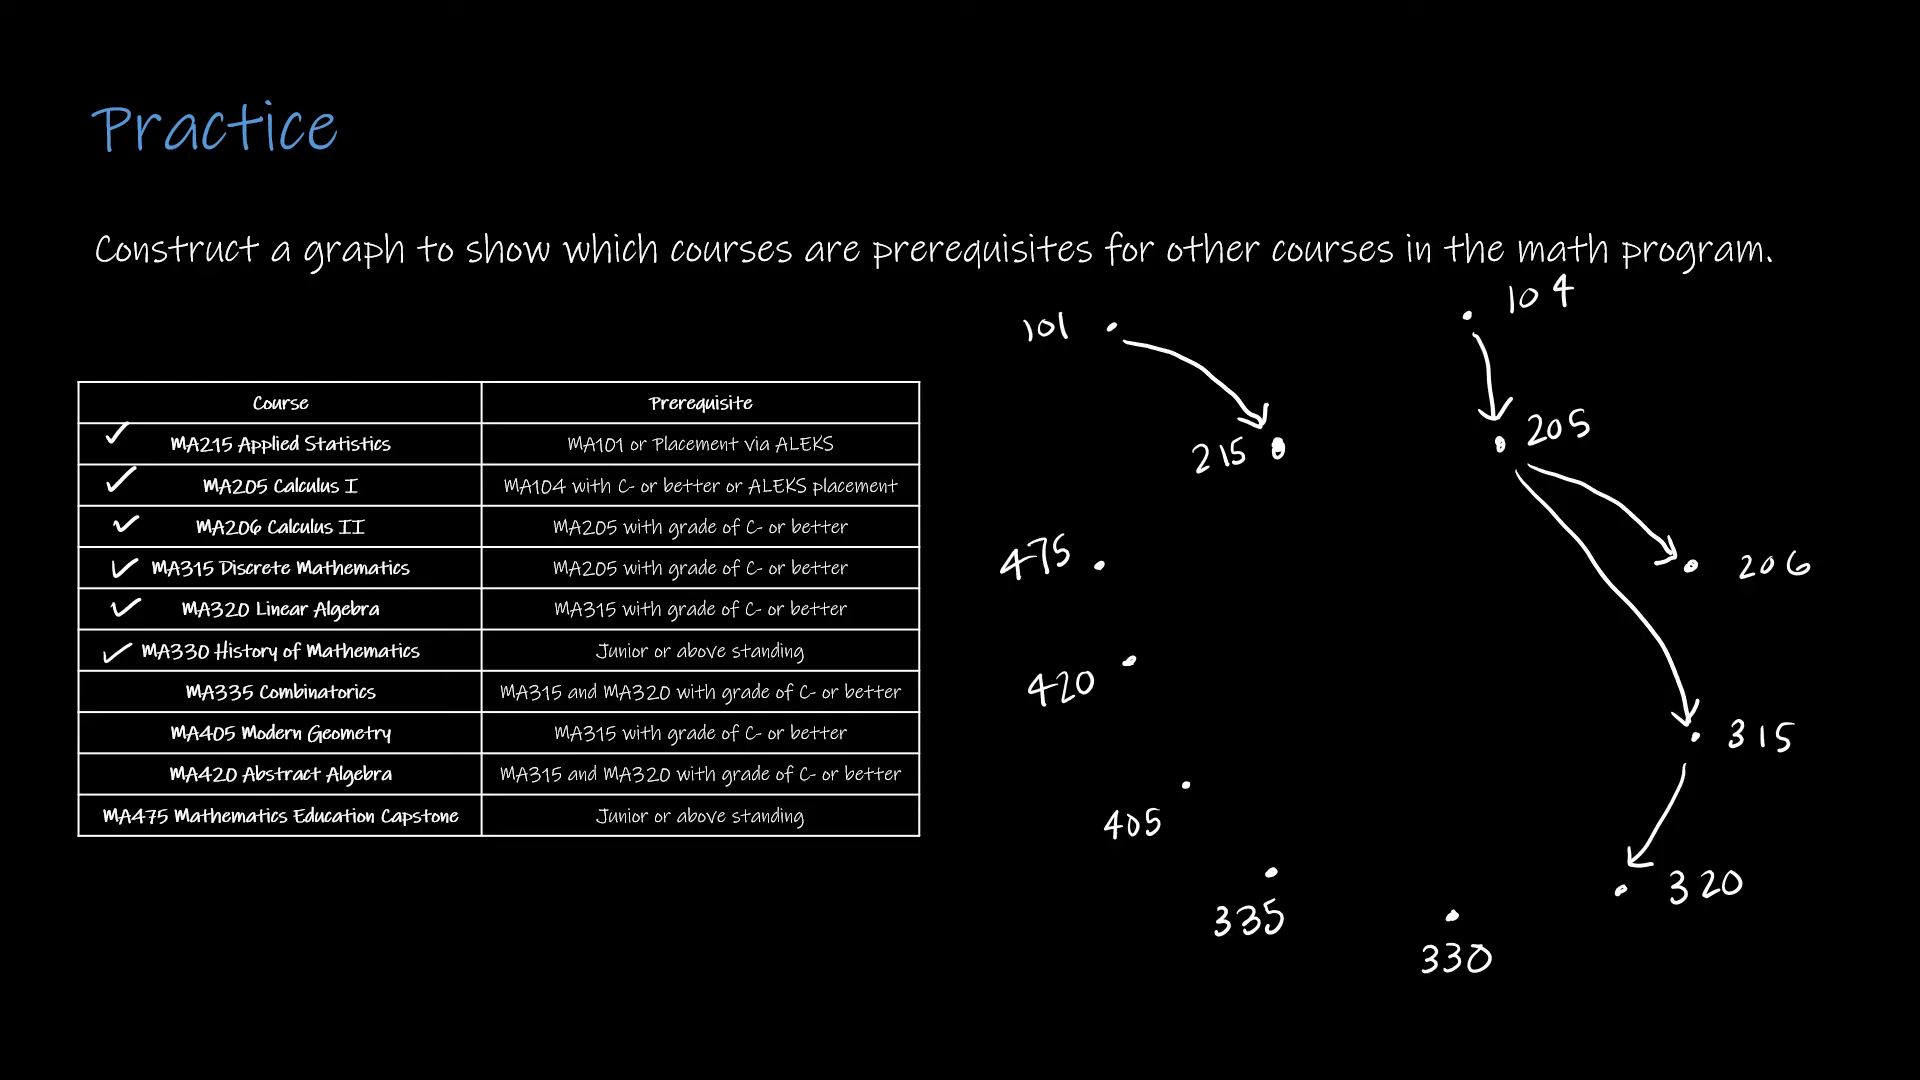 Practice
Construct a graph to show which courses are prerequisites for other courses in the math program.
Course Prerequisite
MA215 Applied Statistics MA101 or Placement via ALEKS
MA205 Calculus I MA104 with C- or better or ALEKS placement
MA206 Calculus II MA205 with grade of C- or better
MA315 Discrete Mathematics MA205 with grade of C- or better
MA320 Linear Algebra MA315 with grade of C- or better
MA330 History of Mathematics Junior or above standing
MA335 Combinatorics MA315 and MA320 with grade of C- or better
MA405 Modern Geometry MA315 with grade of C- or better
MA420 Abstract Algebra MA315 and MA320 with grade of C- or better
MA475 Mathematics Education Capstone Junior or above standing
104
101
205
215
475
206
420
315
405
320
335
330